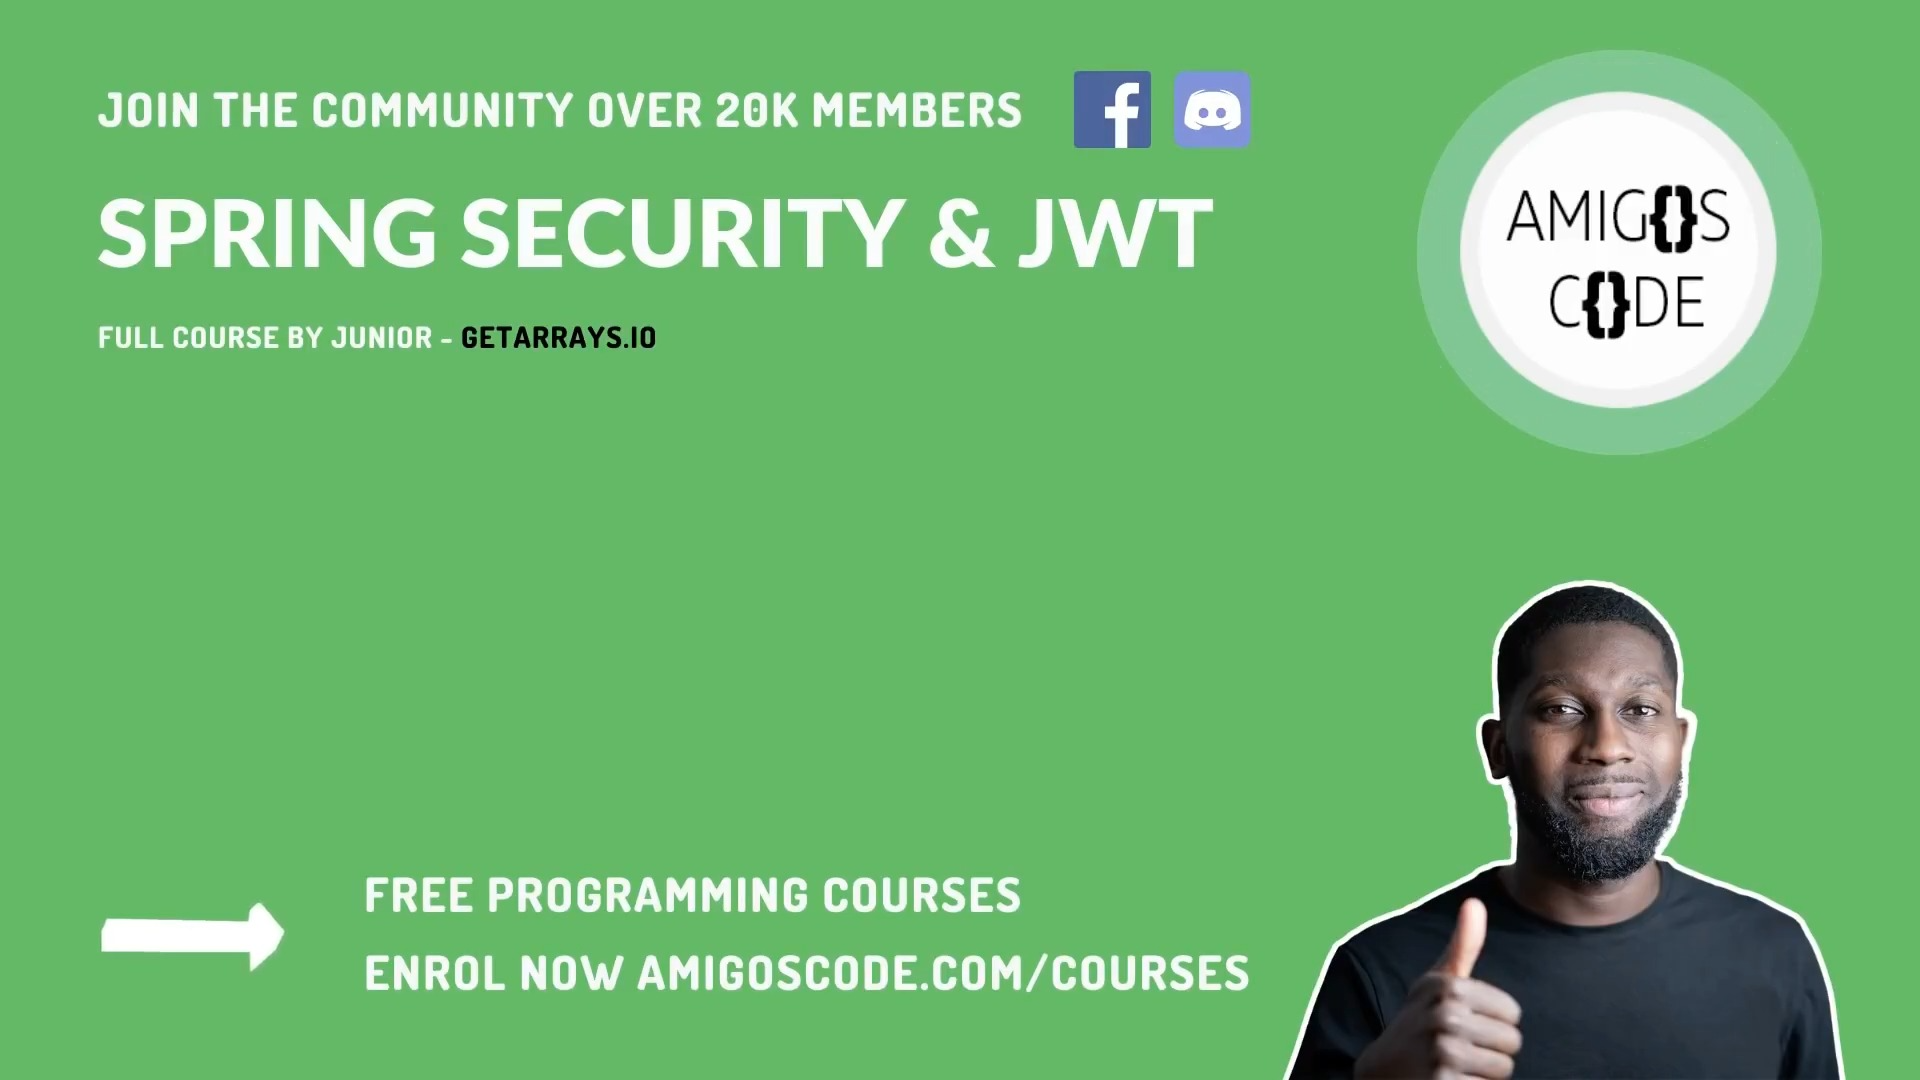 JOIN THE COMMUNITY OVER 20K MEMBERS
SPRING SECURITY & JWT
FULL COURSE BY JUNIOR - GETARRAYS.IO
AMIG{}S
C{}DE
FREE PROGRAMMING COURSES
ENROL NOW AMIGOSCODE.COM/COURSES